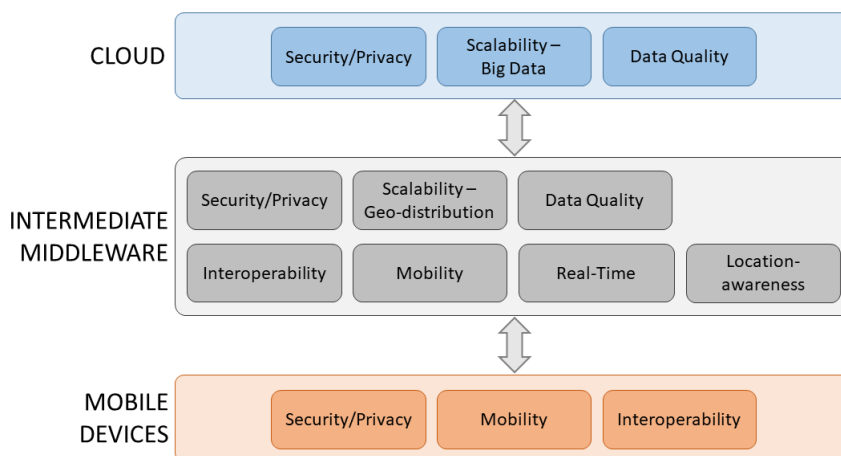 CLOUD
Security/Privacy
Scalability –
Big Data
Data Quality
INTERMEDIATE
MIDDLEWARE
Security/Privacy
Scalability –
Geo-distribution
Data Quality
Interoperability
Mobility
Real-Time
Location-
awareness
MOBILE
DEVICES
Security/Privacy
Mobility
Interoperability